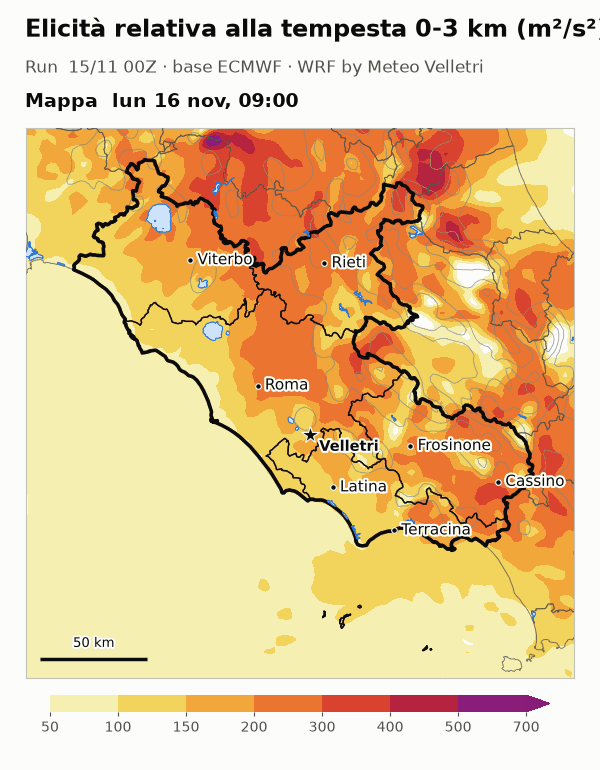 Elicità relativa alla tempesta 0-3 km (m²/s²)
Run  15/11 00Z · base ECMWF · WRF by Meteo Velletri
Mappa  lun 16 nov, 09:00
Viterbo
Rieti
Roma
Velletri
Frosinone
Cassino
Latina
Terracina
50 km
50 100 150 200 300 400 500 700